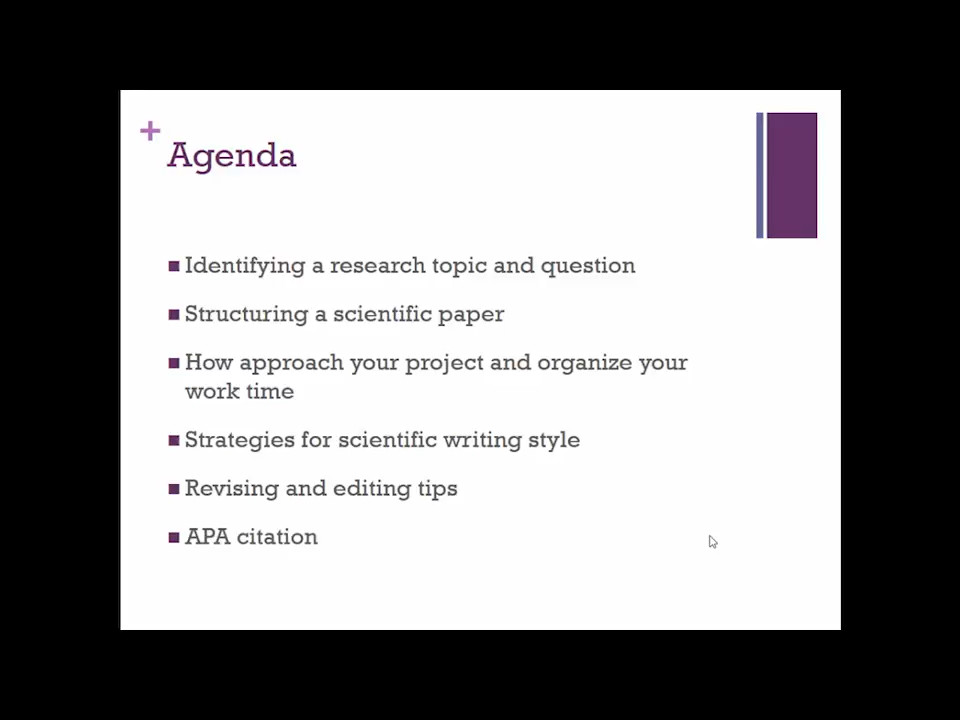 +
Agenda
■ Identifying a research topic and question
■ Structuring a scientific paper
■ How approach your project and organize your
work time
■ Strategies for scientific writing style
■ Revising and editing tips
■ APA citation